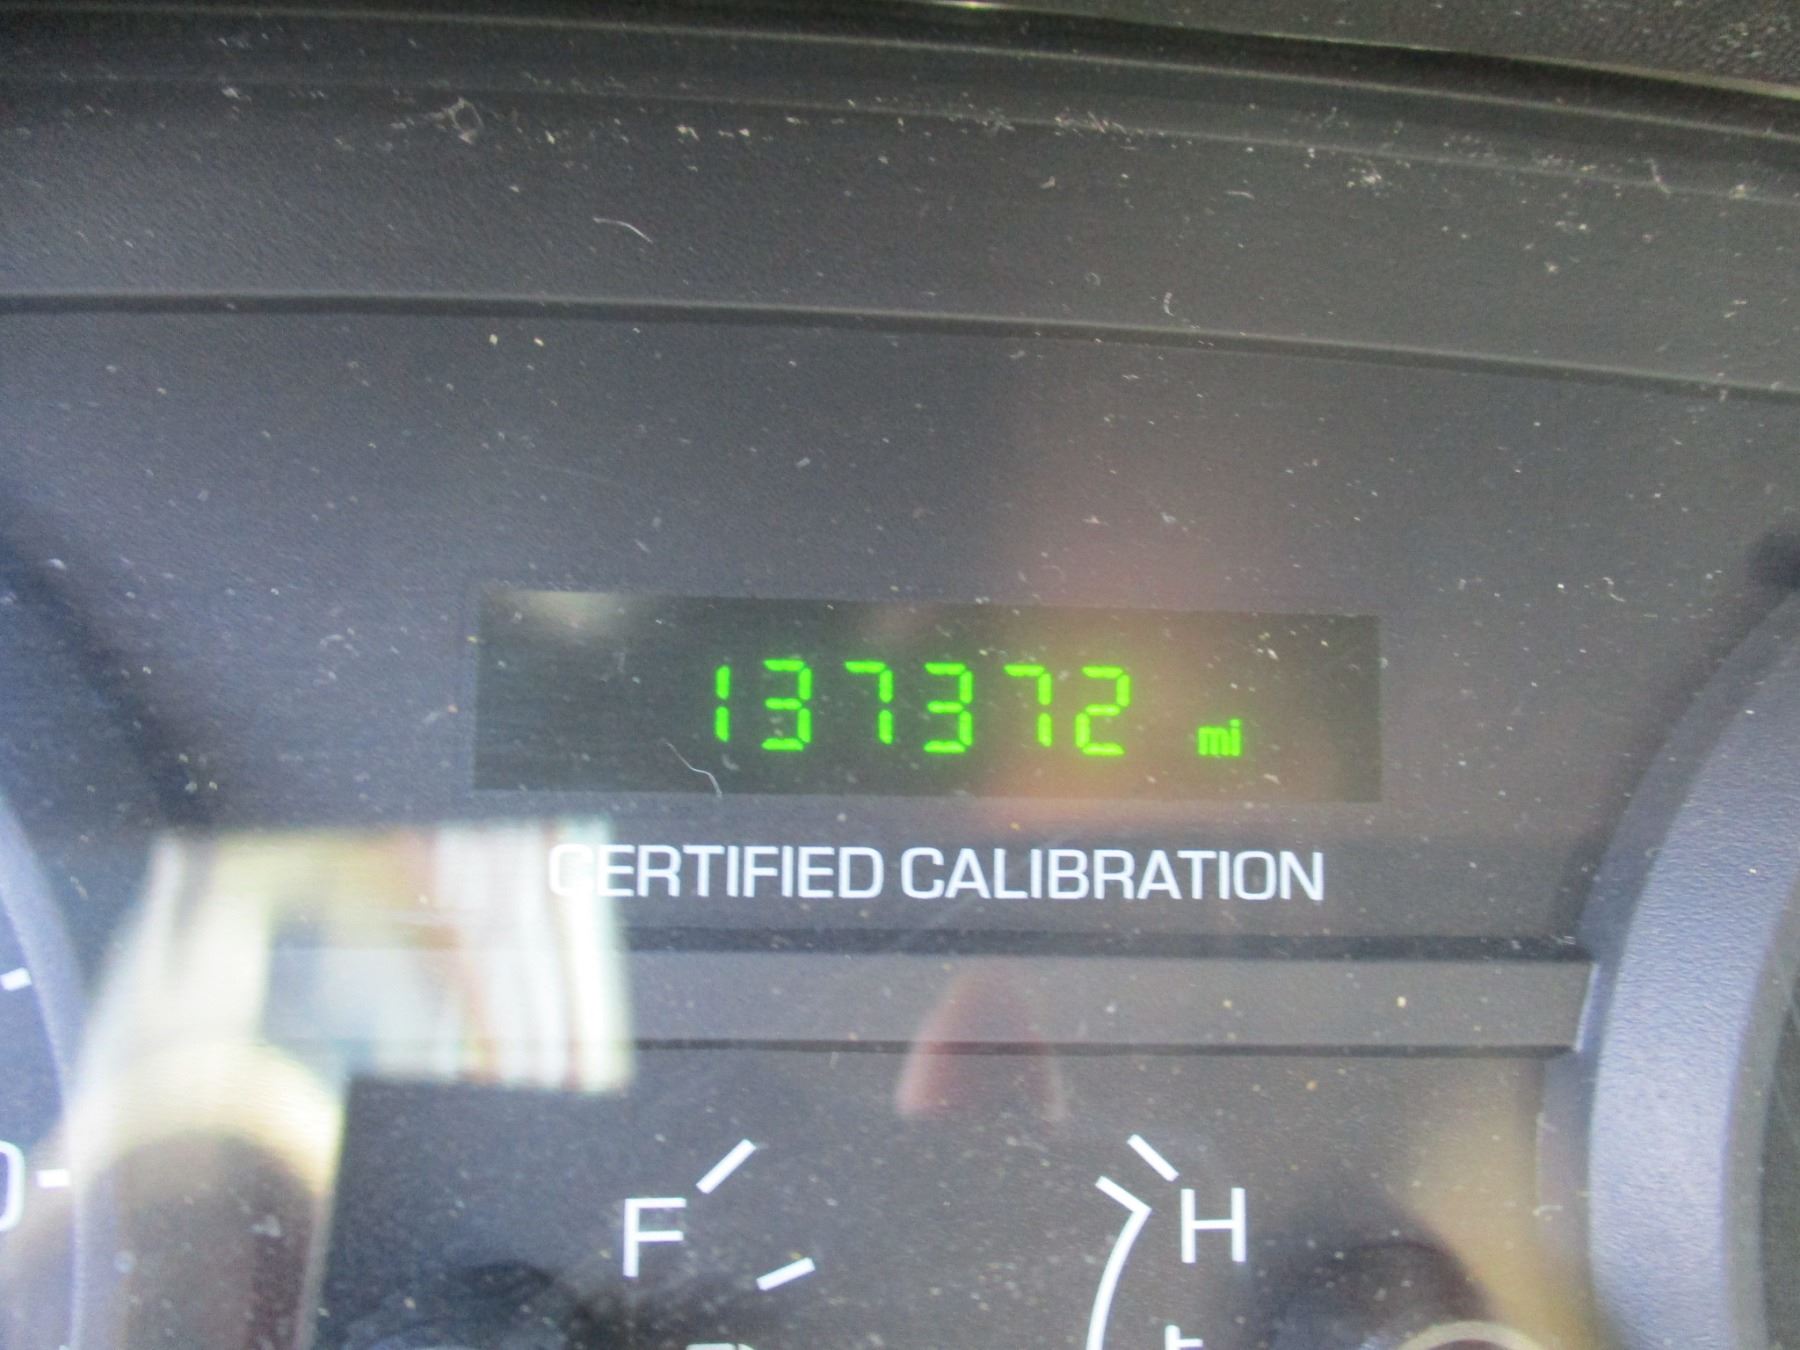 137372 mi
CERTIFIED CALIBRATION
F H